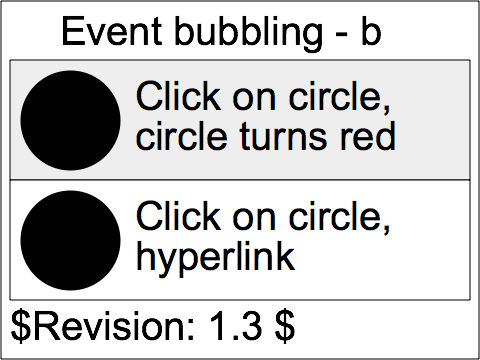 Event bubbling - b
Click on circle,
circle turns red
Click on circle,
hyperlink
$Revision: 1.3 $